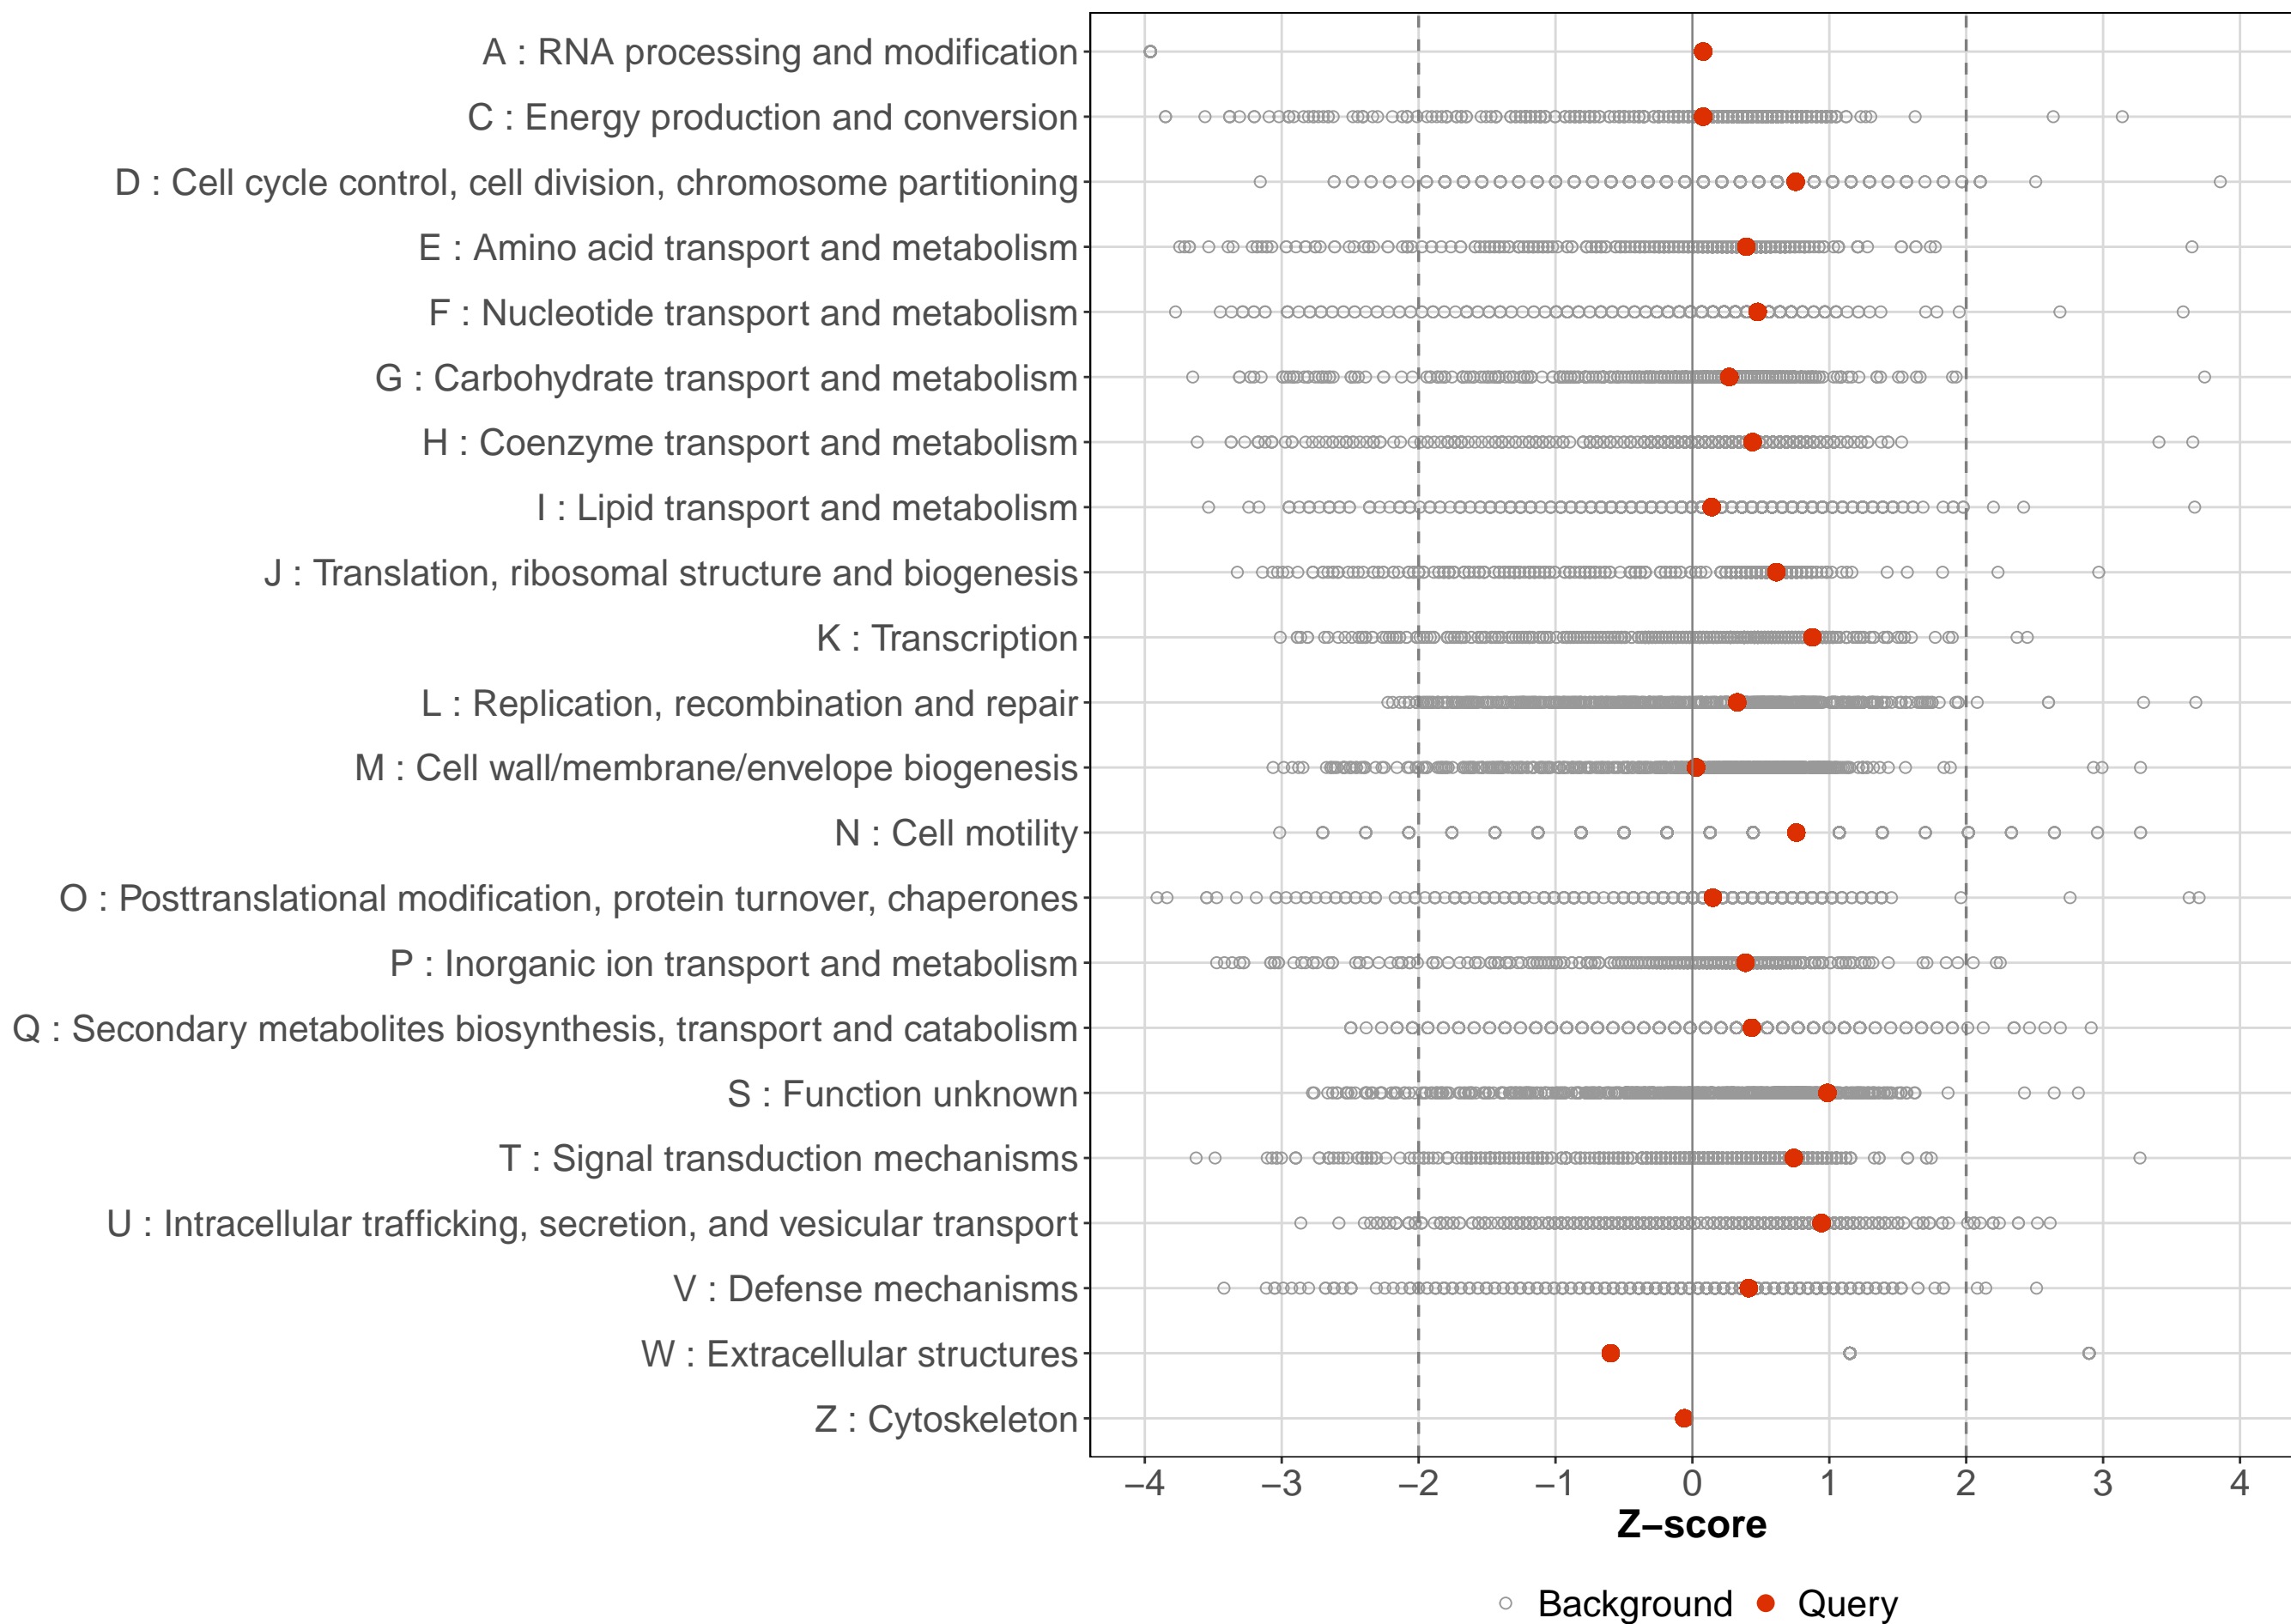 A : RNA processing and modification
C : Energy production and conversion
D : Cell cycle control, cell division, chromosome partitioning
E : Amino acid transport and metabolism
F : Nucleotide transport and metabolism
G : Carbohydrate transport and metabolism
H : Coenzyme transport and metabolism
I : Lipid transport and metabolism
J : Translation, ribosomal structure and biogenesis
K : Transcription
L : Replication, recombination and repair
M : Cell wall/membrane/envelope biogenesis
N : Cell motility
O : Posttranslational modification, protein turnover, chaperones
P : Inorganic ion transport and metabolism
Q : Secondary metabolites biosynthesis, transport and catabolism
S : Function unknown
T : Signal transduction mechanisms
U : Intracellular trafficking, secretion, and vesicular transport
V : Defense mechanisms
W : Extracellular structures
Z : Cytoskeleton
−4 −3 −2 −1 0 1 2 3 4
Z−score
Background Query